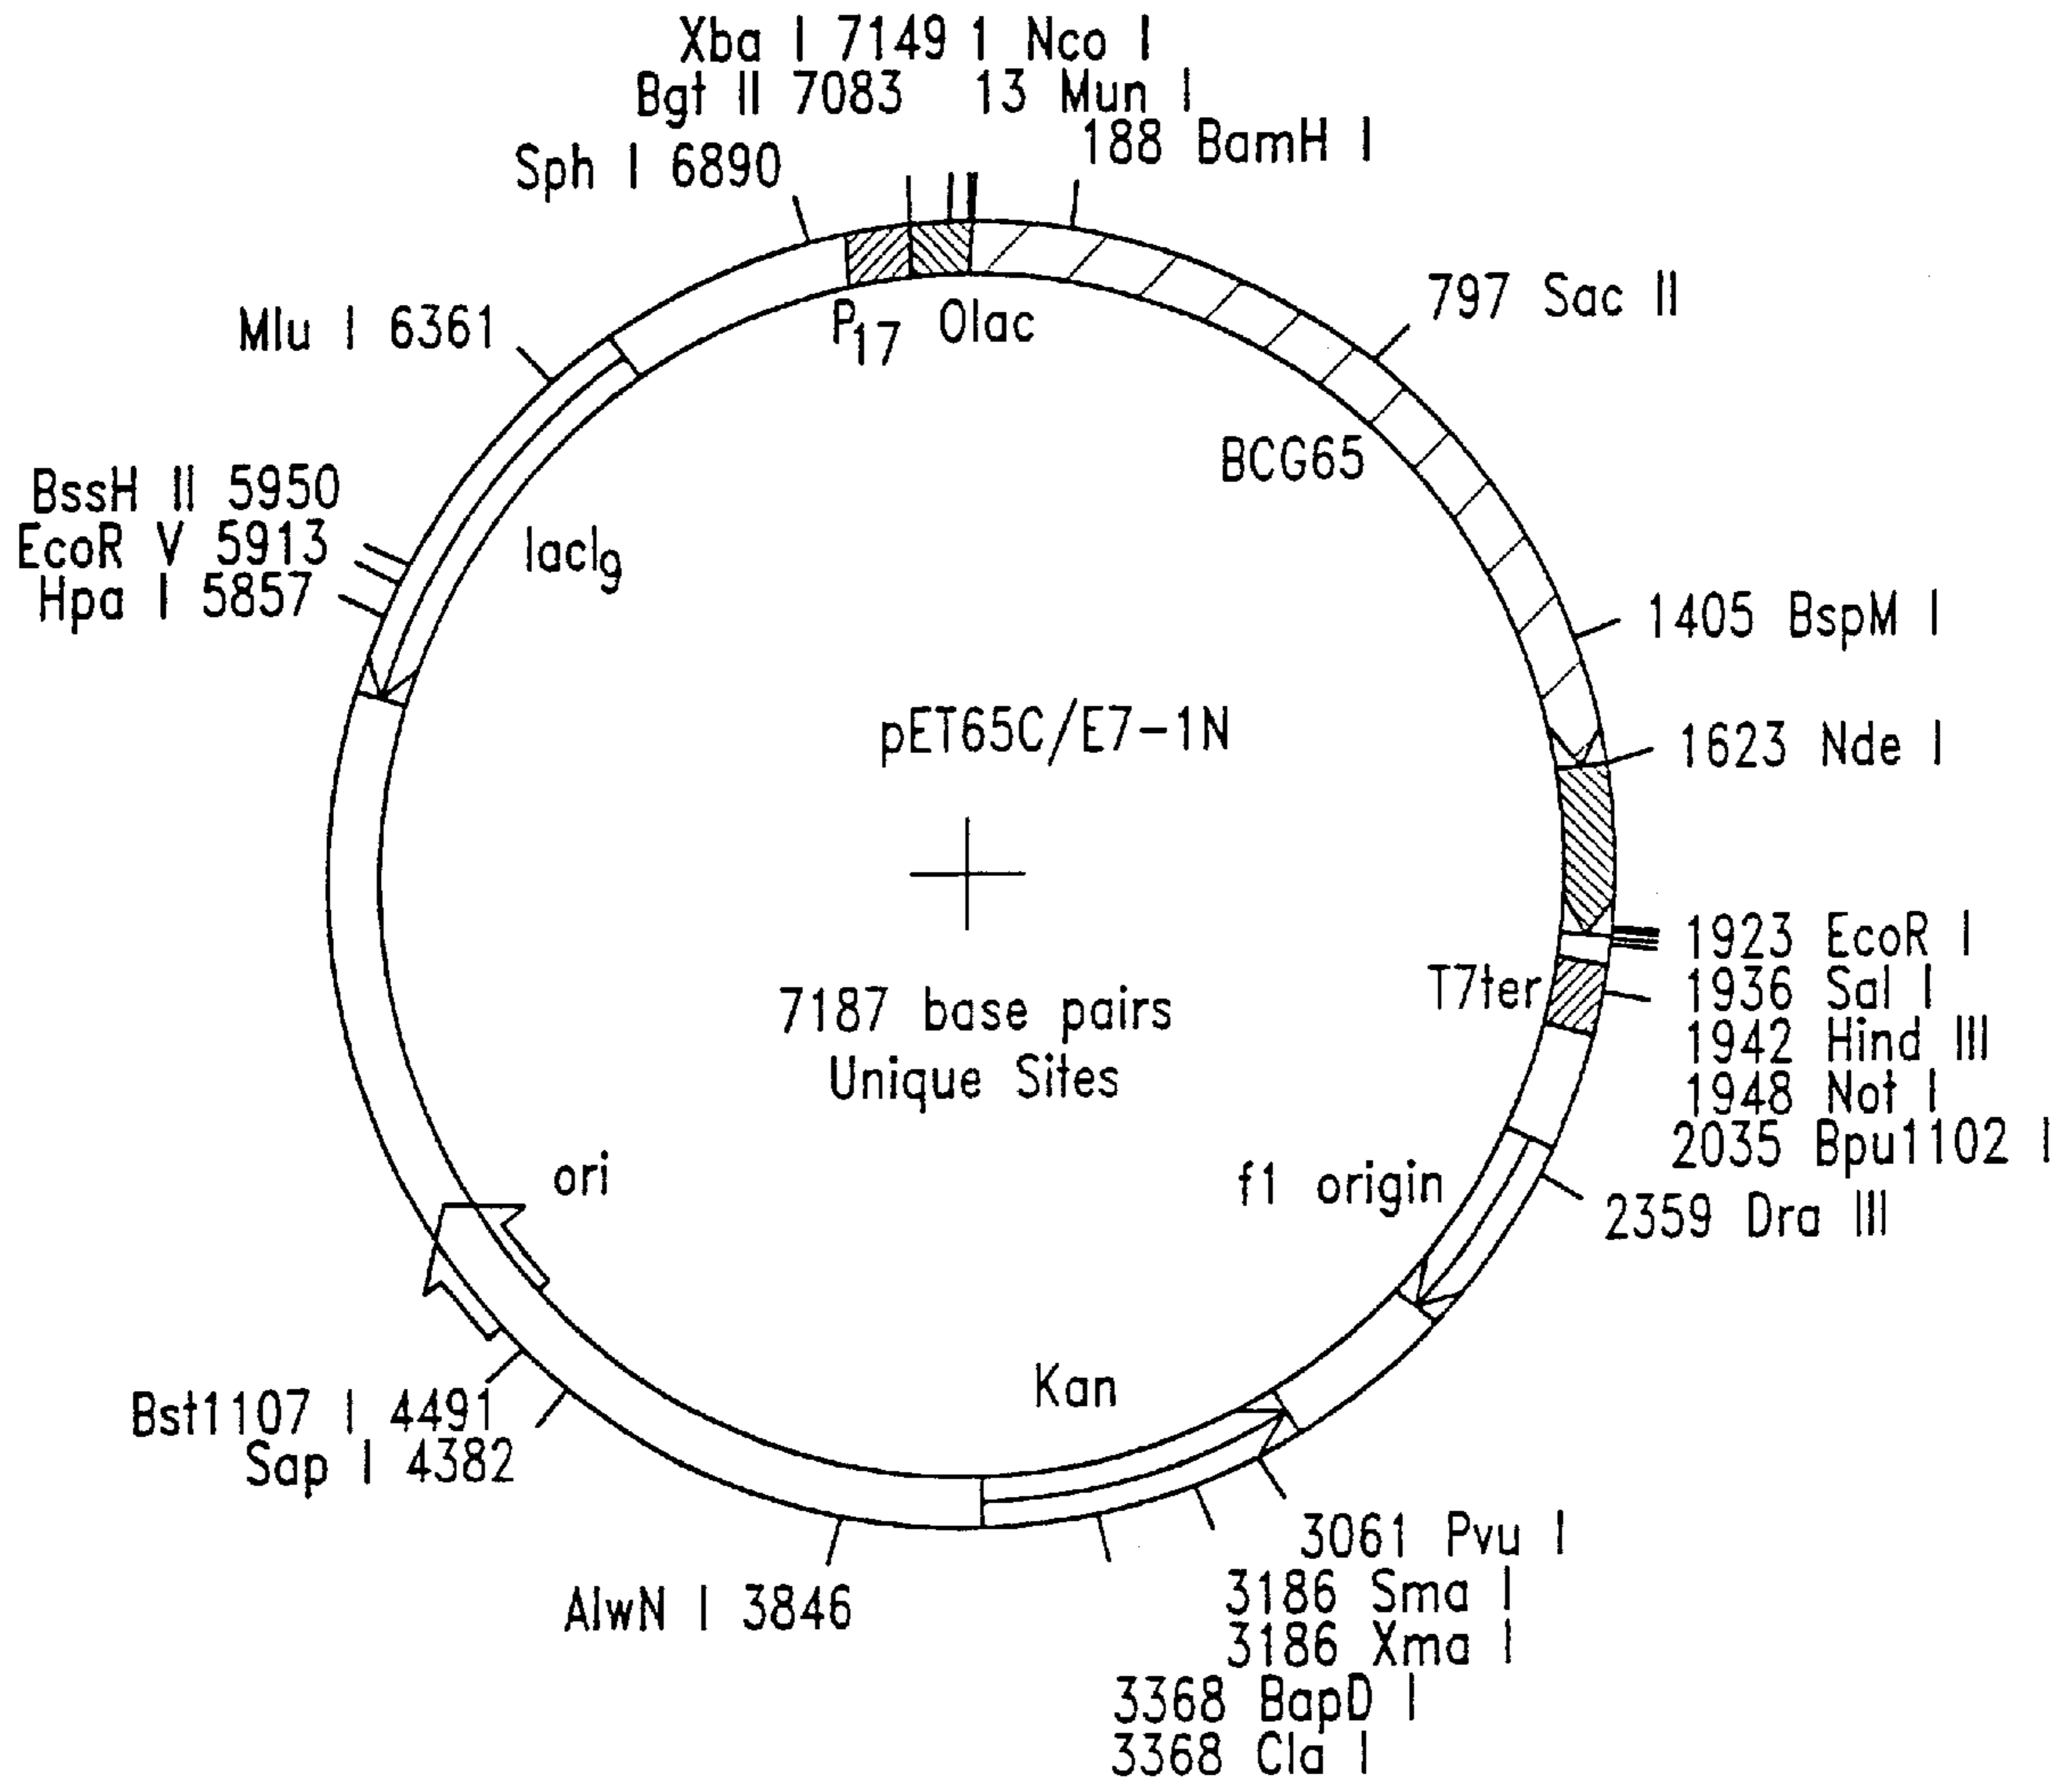 Xba I 7149 1 Nco I
Bgt II 7083 13 Mun I
188 BamH I
Sph I 6890
797 Sac II
Mlu I 6361
P17 Olac
BCG65
BssH II 5950
EcoR V 5913
Hpa I 5857
lacIg
1405 BspM I
pET65C/E7-1N
1623 Nde I
1923 EcoR I
T7ter
1936 Sal I
7187 base pairs
1942 Hind III
Unique Sites
1948 Not I
2035 Bpu1102 I
ori
f1 origin
2359 Dra III
Kan
Bst1107 I 4491
Sap I 4382
3061 Pvu I
AlwN I 3846
3186 Sma I
3186 Xma I
3368 BapD I
3368 Cla I